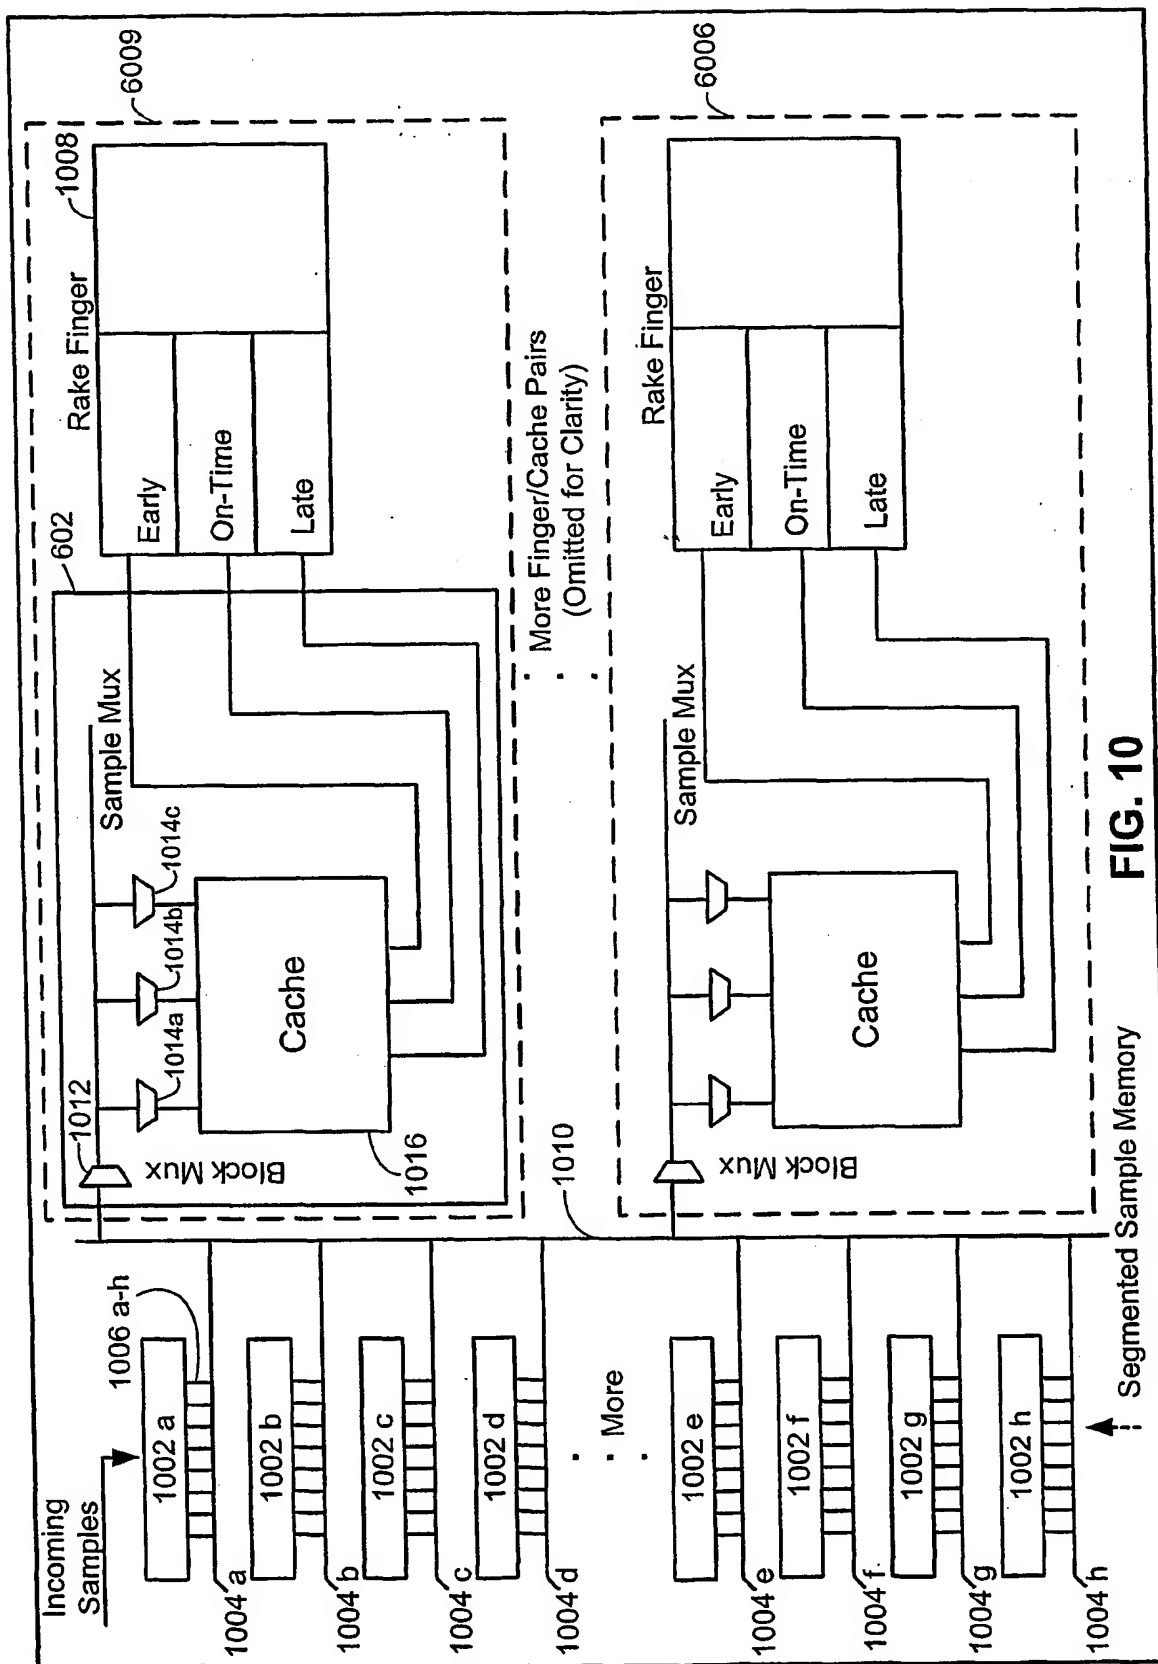 Incoming
Samples
1002 a
1006 a-h
1004 a
1002 b
1004 b
1002 c
1004 c
1002 d
1004 d
. . . More
1002 e
1004 e
1002 f
1004 f
1002 g
1004 g
1002 h
1004 h
Segmented Sample Memory
1010
1012
Block Mux
1014a
1014b
1014c
Sample Mux
Cache
1016
602
Rake Finger
1008
Early
On-Time
Late
6009
. . . More Finger/Cache Pairs
(Omitted for Clarity)
Block Mux
Sample Mux
Cache
Rake Finger
Early
On-Time
Late
6006
FIG. 10